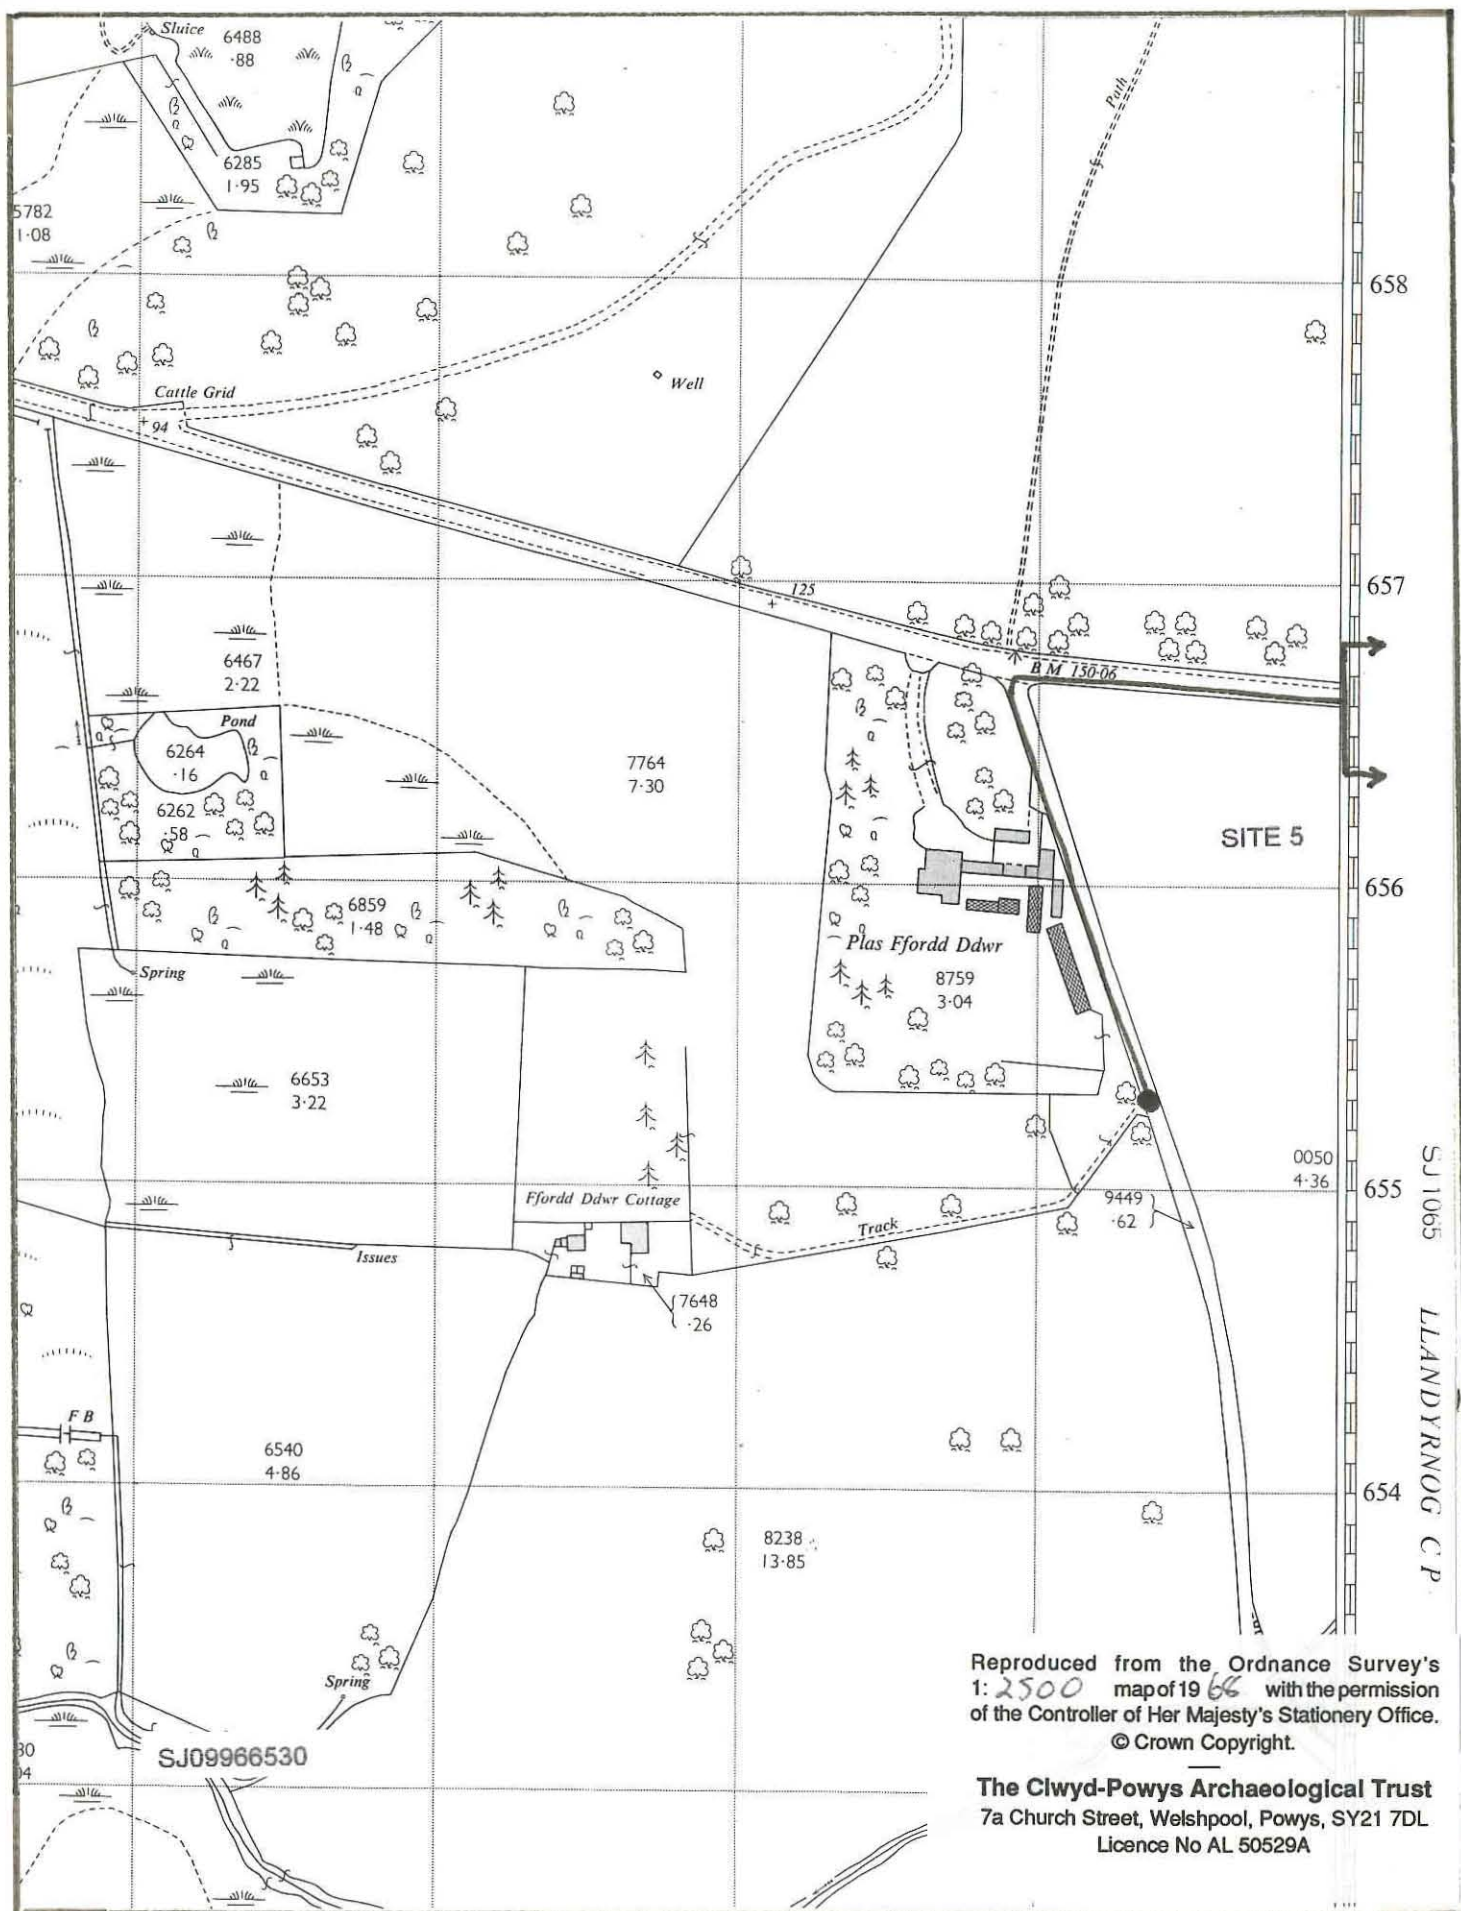 Sluice
6488
·88
6285
1·95
5782
1·08
Path
658
Cattle Grid
94
Well
125
657
B M 150·06
6467
2·22
Pond
6264
·16
6262
·58
7764
7·30
SITE 5
656
6859
1·48
Plas Ffordd Ddwr
8759
3·04
Spring
6653
3·22
0050
4·36
SJ 1065
655
Ffordd Ddwr Cottage
9449
·62
Track
Issues
7648
·26
LLANDYRNOG C P
F B
6540
4·86
654
8238
13·85
Spring
SJ09966530
Reproduced from the Ordnance Survey's
1: 2500 map of 19 68 with the permission
of the Controller of Her Majesty's Stationery Office.
© Crown Copyright.
The Clwyd-Powys Archaeological Trust
7a Church Street, Welshpool, Powys, SY21 7DL
Licence No AL 50529A